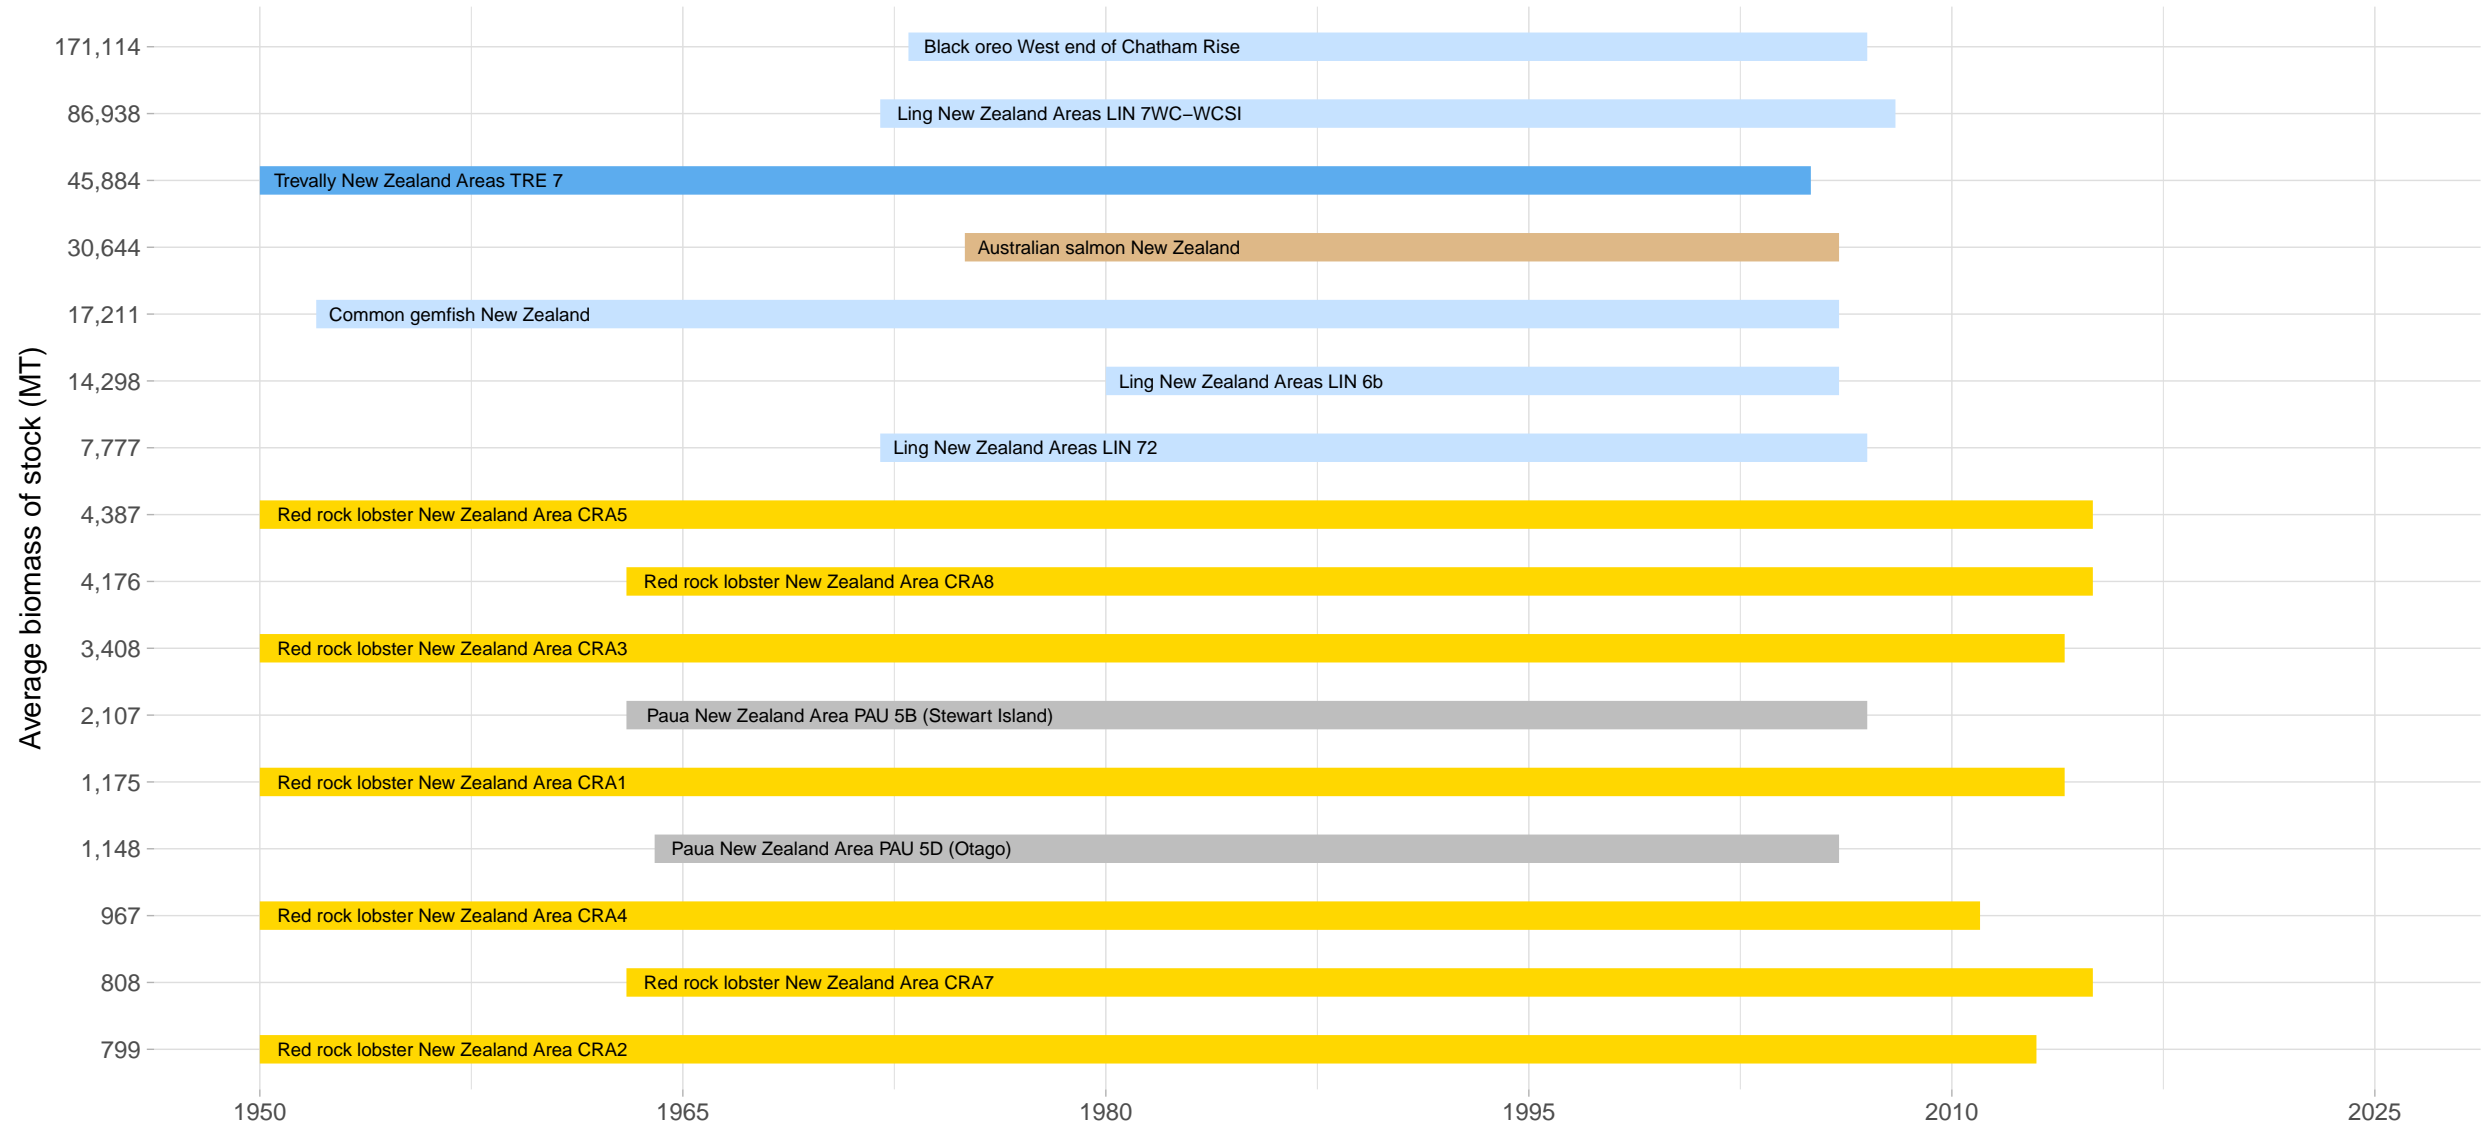 Average biomass of stock (MT)
171,114 Black oreo West end of Chatham Rise
86,938 Ling New Zealand Areas LIN 7WC–WCSI
45,884 Trevally New Zealand Areas TRE 7
30,644 Australian salmon New Zealand
17,211 Common gemfish New Zealand
14,298 Ling New Zealand Areas LIN 6b
7,777 Ling New Zealand Areas LIN 72
4,387 Red rock lobster New Zealand Area CRA5
4,176 Red rock lobster New Zealand Area CRA8
3,408 Red rock lobster New Zealand Area CRA3
2,107 Paua New Zealand Area PAU 5B (Stewart Island)
1,175 Red rock lobster New Zealand Area CRA1
1,148 Paua New Zealand Area PAU 5D (Otago)
967 Red rock lobster New Zealand Area CRA4
808 Red rock lobster New Zealand Area CRA7
799 Red rock lobster New Zealand Area CRA2
1950 1965 1980 1995 2010 2025